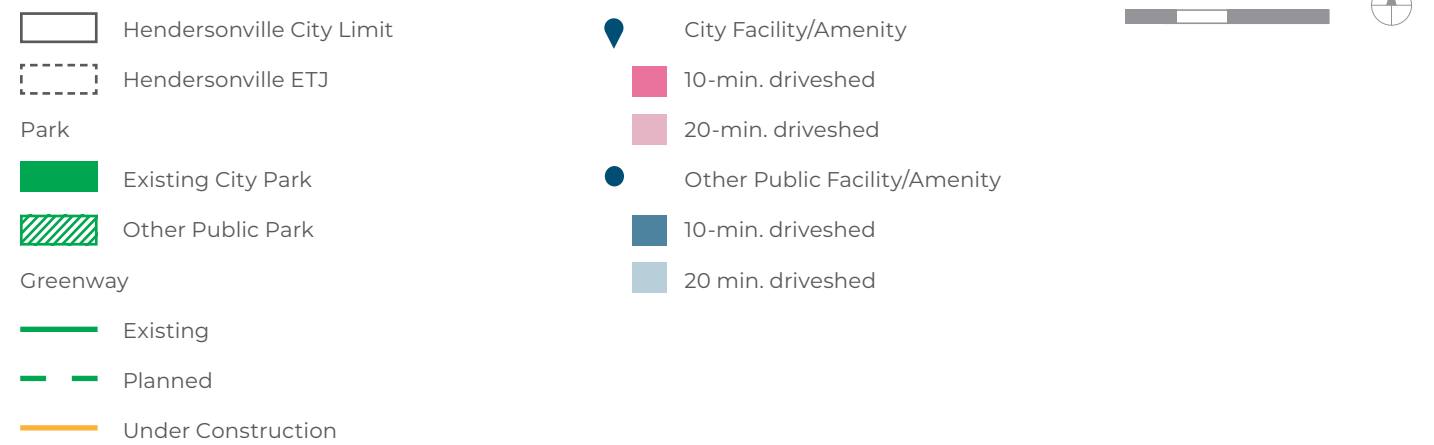 Hendersonville City Limit
Hendersonville ETJ
Park
Existing City Park
Other Public Park
Greenway
Existing
Planned
Under Construction
City Facility/Amenity
10-min. driveshed
20-min. driveshed
Other Public Facility/Amenity
10-min. driveshed
20 min. driveshed